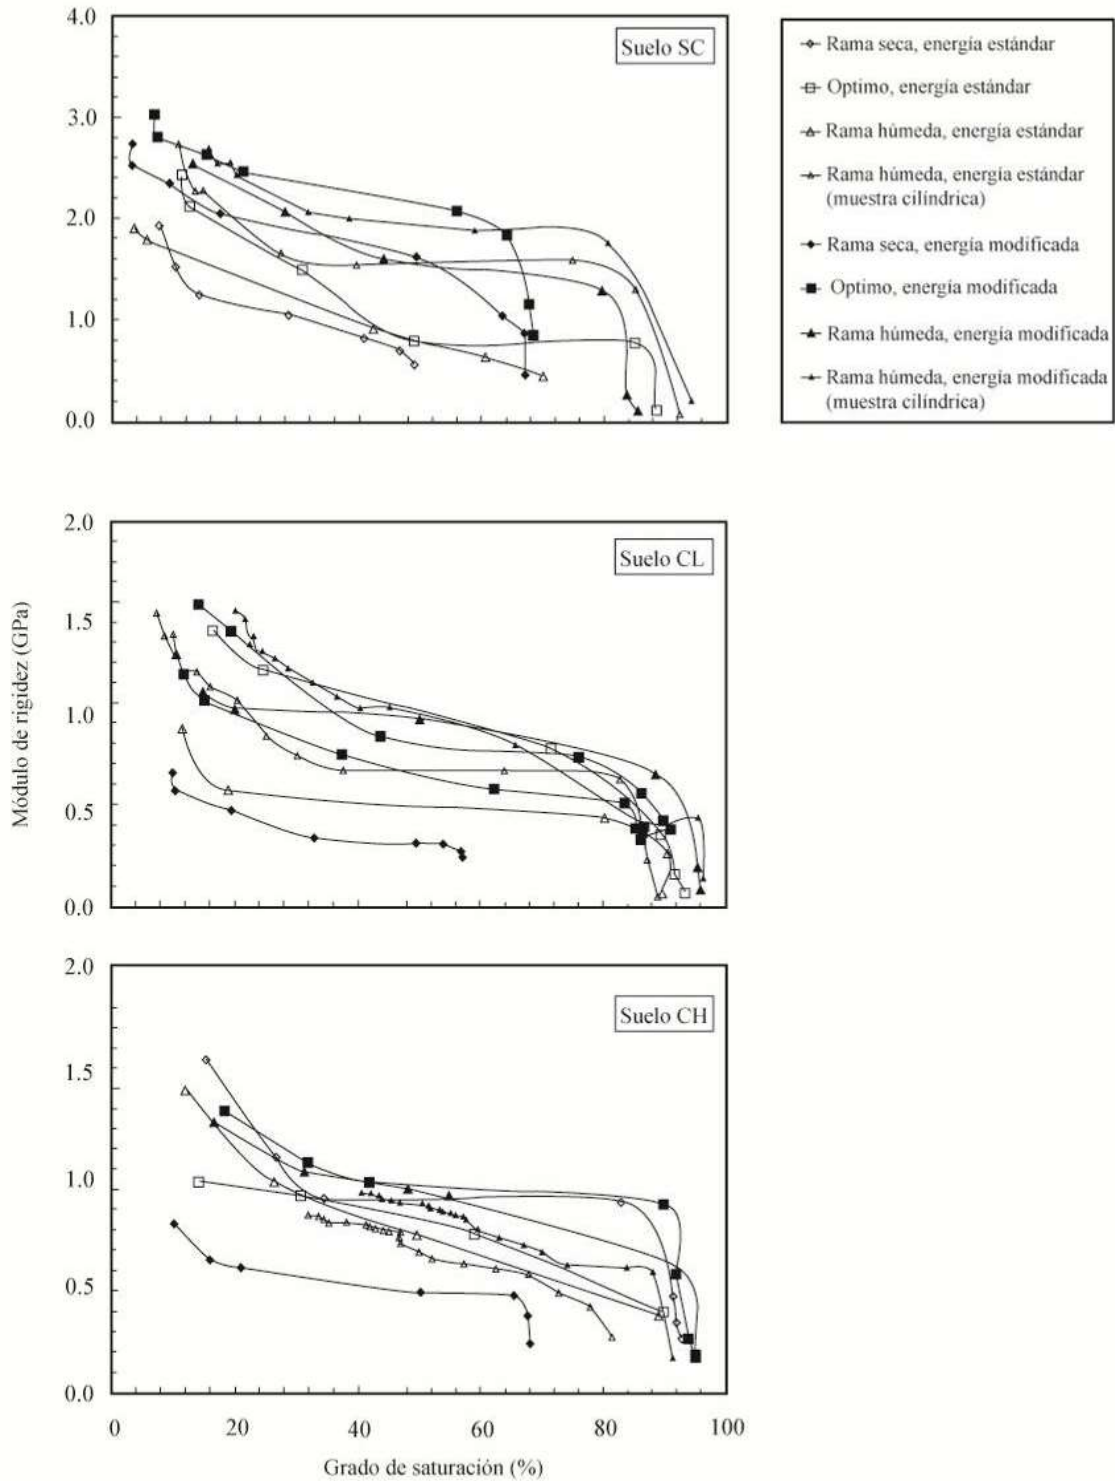 4.0
3.0
2.0
1.0
0.0
Suelo SC
Rama seca, energía estándar
Optimo, energía estándar
Rama húmeda, energía estándar
Rama húmeda, energía estándar
(muestra cilíndrica)
Rama seca, energía modificada
Optimo, energía modificada
Rama húmeda, energía modificada
Rama húmeda, energía modificada
(muestra cilíndrica)
Módulo de rigidez (GPa)
2.0
1.5
1.0
0.5
0.0
Suelo CL
2.0
1.5
1.0
0.5
0.0
Suelo CH
0 20 40 60 80 100
Grado de saturación (%)